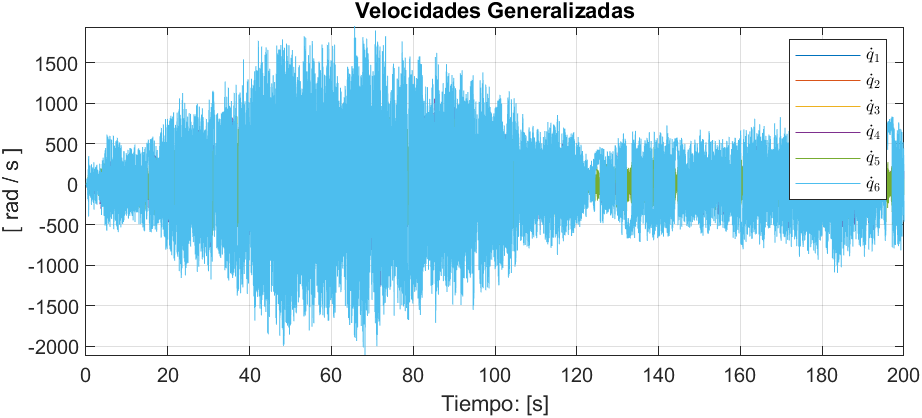 Velocidades Generalizadas
[ rad / s ]
1500
1000
500
0
-500
-1000
-1500
-2000
q̇1
q̇2
q̇3
q̇4
q̇5
q̇6
0 20 40 60 80 100 120 140 160 180 200
Tiempo: [s]